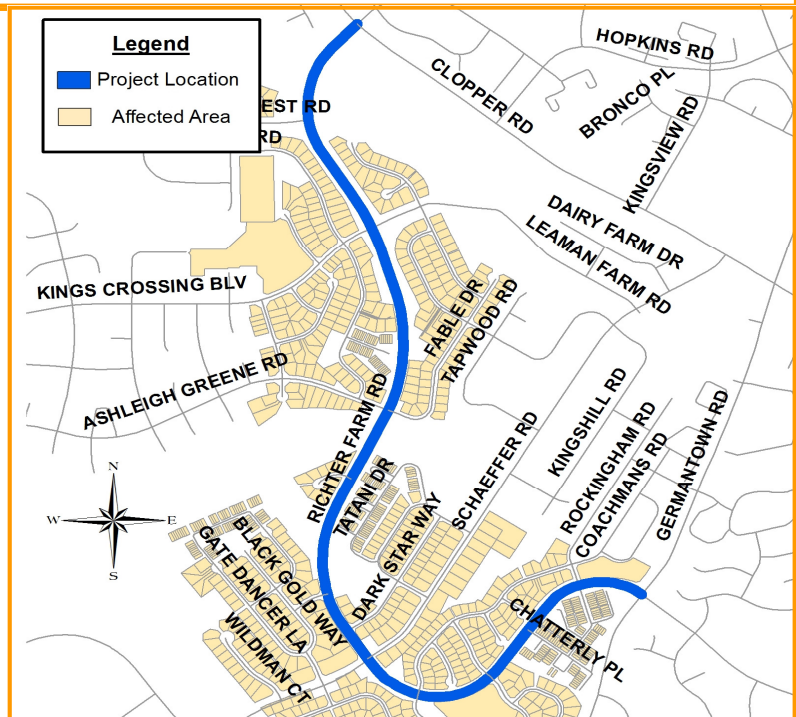 Legend
Project Location
Affected Area
EST RD
RD
HOPKINS RD
CLOPPER RD
BRONCO PL
KINGSVIEW RD
DAIRY FARM DR
LEAMAN FARM RD
KINGS CROSSING BLV
FABLE DR
TAPWOOD RD
ASHLEIGH GREENE RD
RICHTER FARM RD
TATANI DR
DARK STAR WAY
SCHAEFFER RD
KINGSHILL RD
ROCKINGHAM RD
COACHMANS RD
GERMANTOWN RD
N
W
E
S
BLACK GOLD WAY
GATE DANCER LA
WILDMAN CT
CHATTERLY PL